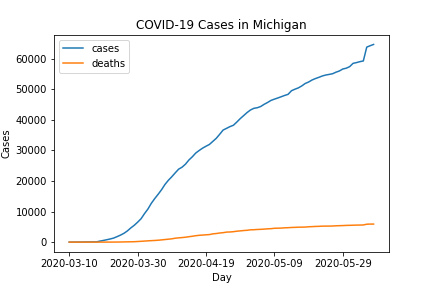 COVID-19 Cases in Michigan
cases
deaths
60000
50000
40000
30000
20000
10000
0
Cases
2020-03-10 2020-03-30 2020-04-19 2020-05-09 2020-05-29
Day